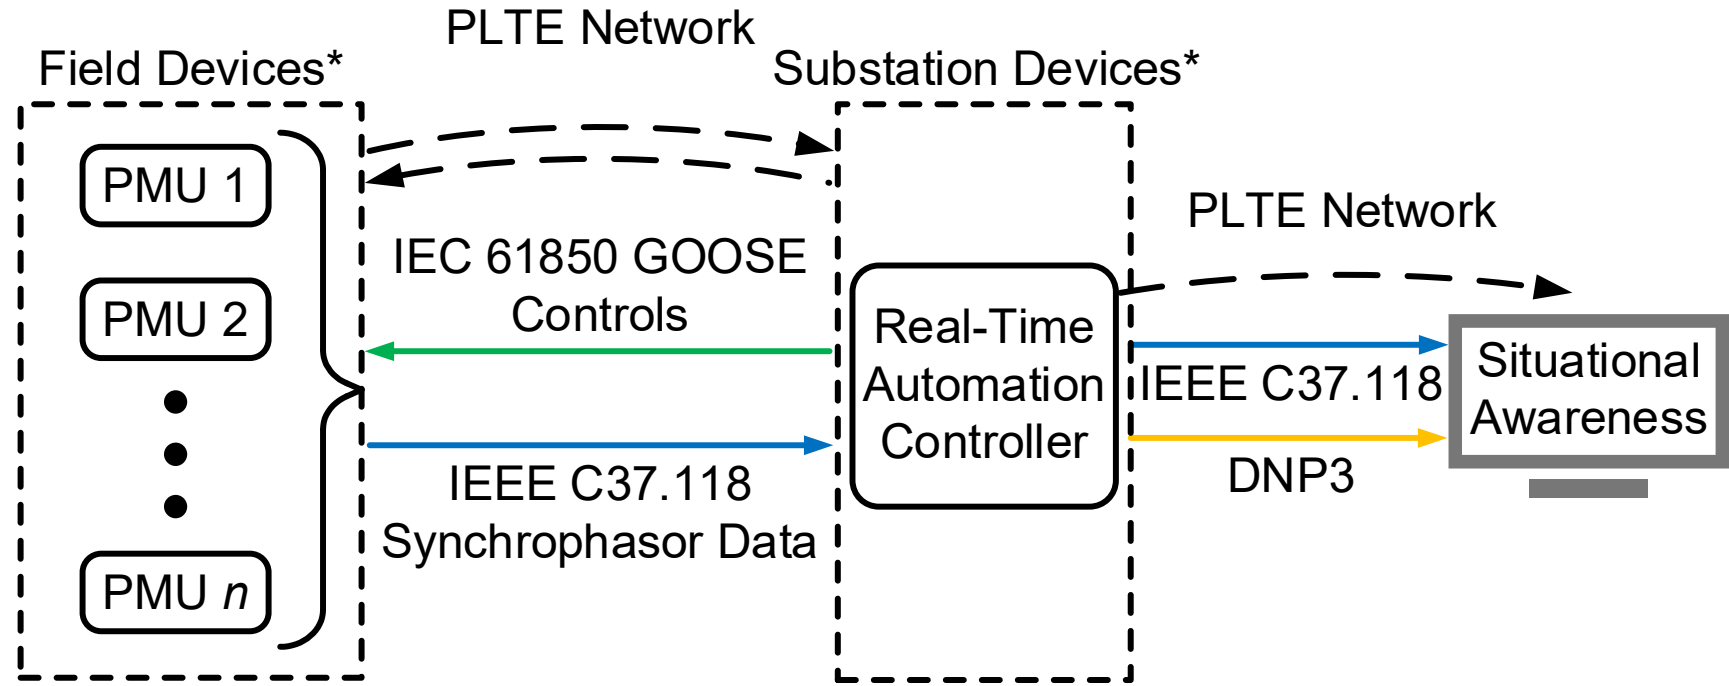 PLTE Network
Field Devices*
Substation Devices*
PMU 1
PMU 2
PMU n
IEC 61850 GOOSE
Controls
IEEE C37.118
Synchrophasor Data
Real-Time
Automation
Controller
PLTE Network
IEEE C37.118
DNP3
Situational
Awareness